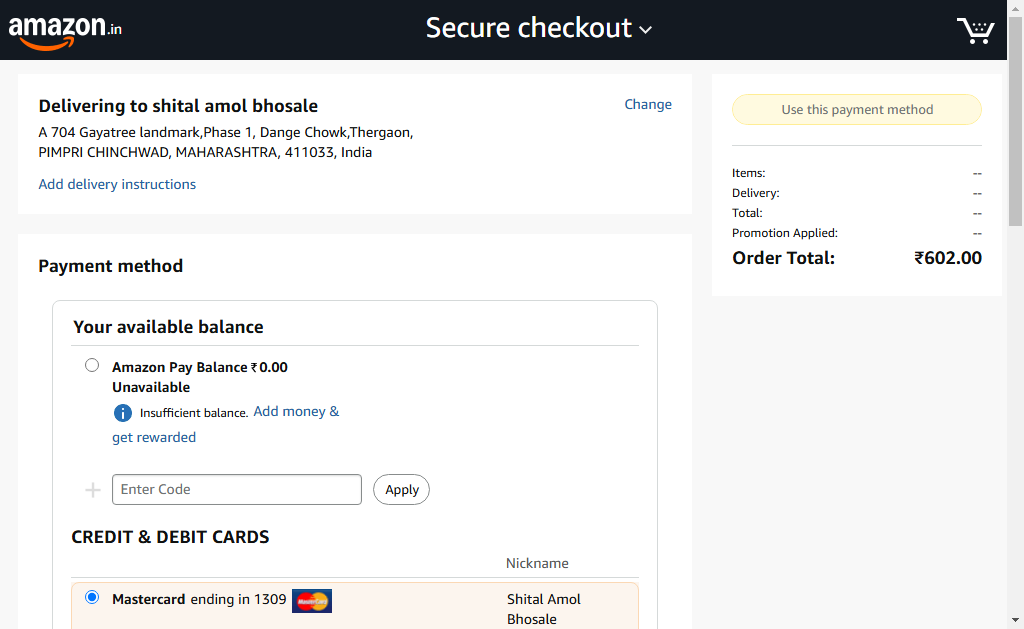 amazon.in
Secure checkout
Delivering to shital amol bhosale
Change
A 704 Gayatree landmark,Phase 1, Dange Chowk,Thergaon,
PIMPRI CHINCHWAD, MAHARASHTRA, 411033, India
Add delivery instructions
Use this payment method
Items: --
Delivery: --
Total: --
Promotion Applied: --
Order Total: ₹602.00
Payment method
Your available balance
Amazon Pay Balance ₹0.00
Unavailable
Insufficient balance. Add money &
get rewarded
Enter Code
Apply
CREDIT & DEBIT CARDS
Nickname
Mastercard ending in 1309 MasterCard Shital Amol
Bhosale